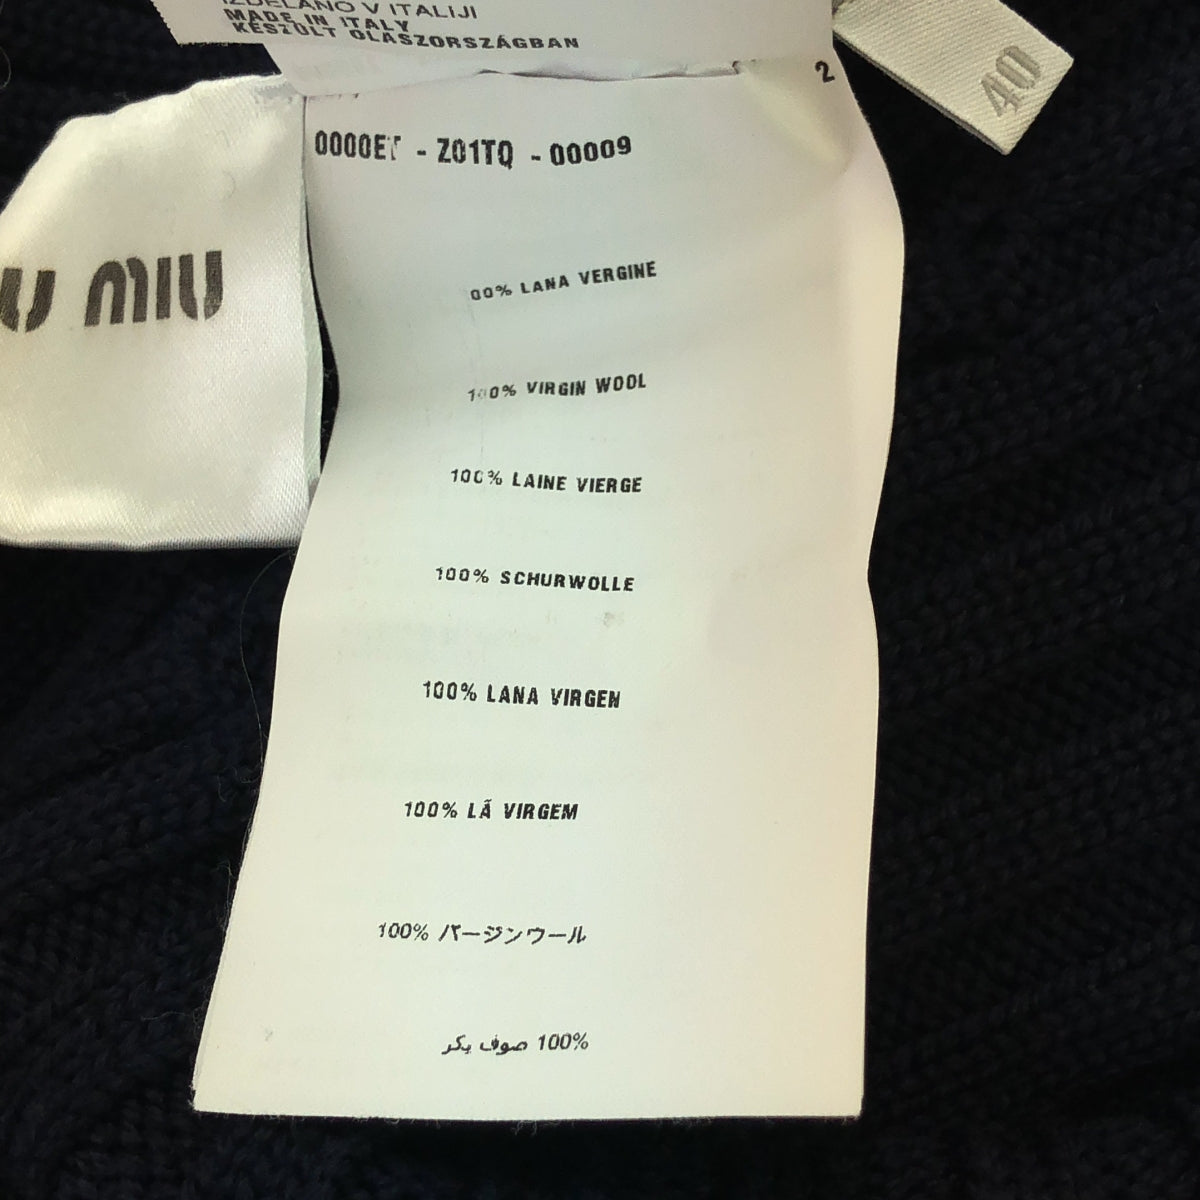 IZDELANO V ITALIJI
MADE IN ITALY
KÉSZÜLT OLASZORSZÁGBAN
2
40
0000ET - Z01TQ - 00009
U MIU
00% LANA VERGINE
100% VIRGIN WOOL
100% LAINE VIERGE
100% SCHURWOLLE
100% LANA VIRGEN
100% LÃ VIRGEM
100% バージンウール
100% صوف بكر